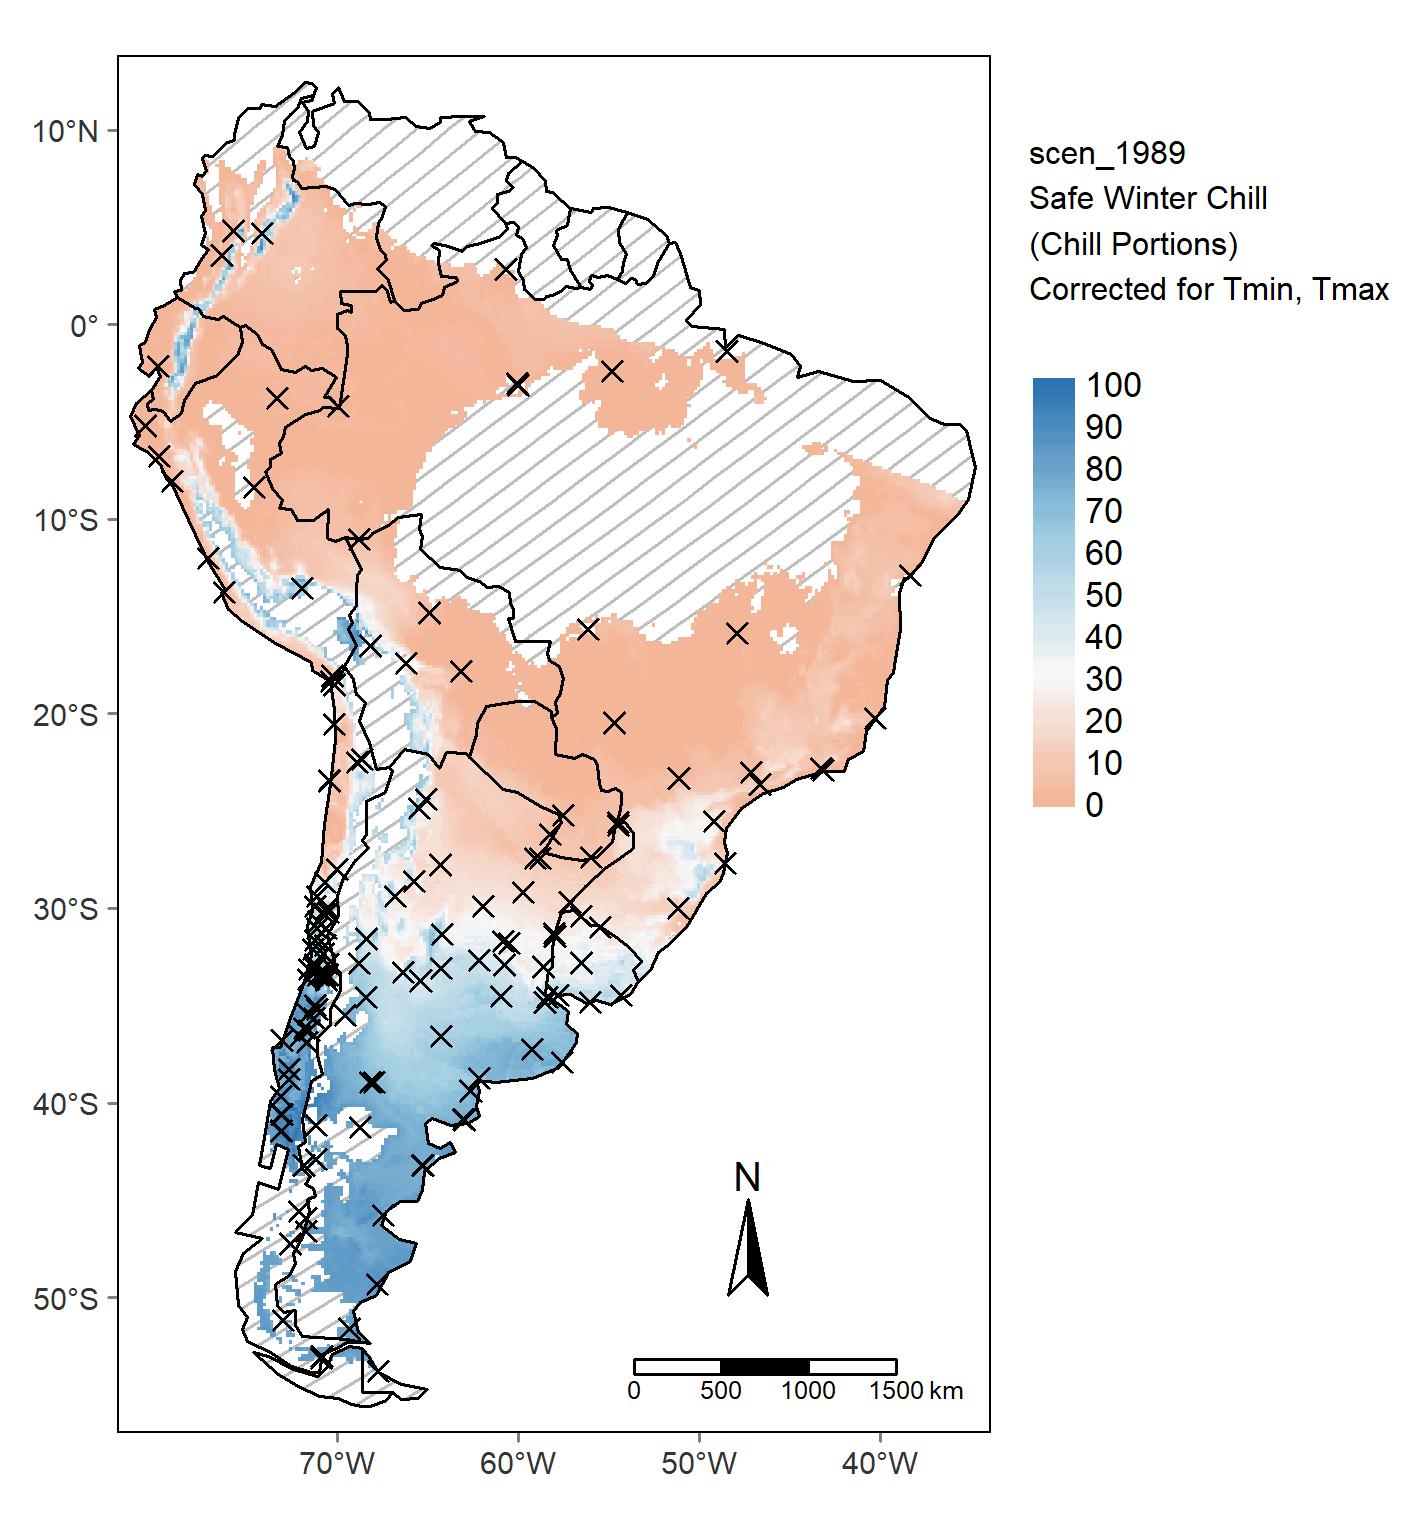 scen_1989
Safe Winter Chill
(Chill Portions)
Corrected for Tmin, Tmax
100
90
80
70
60
50
40
30
20
10
0
10°N
0°
10°S
20°S
30°S
40°S
50°S
N
0 500 1000 1500 km
70°W 60°W 50°W 40°W